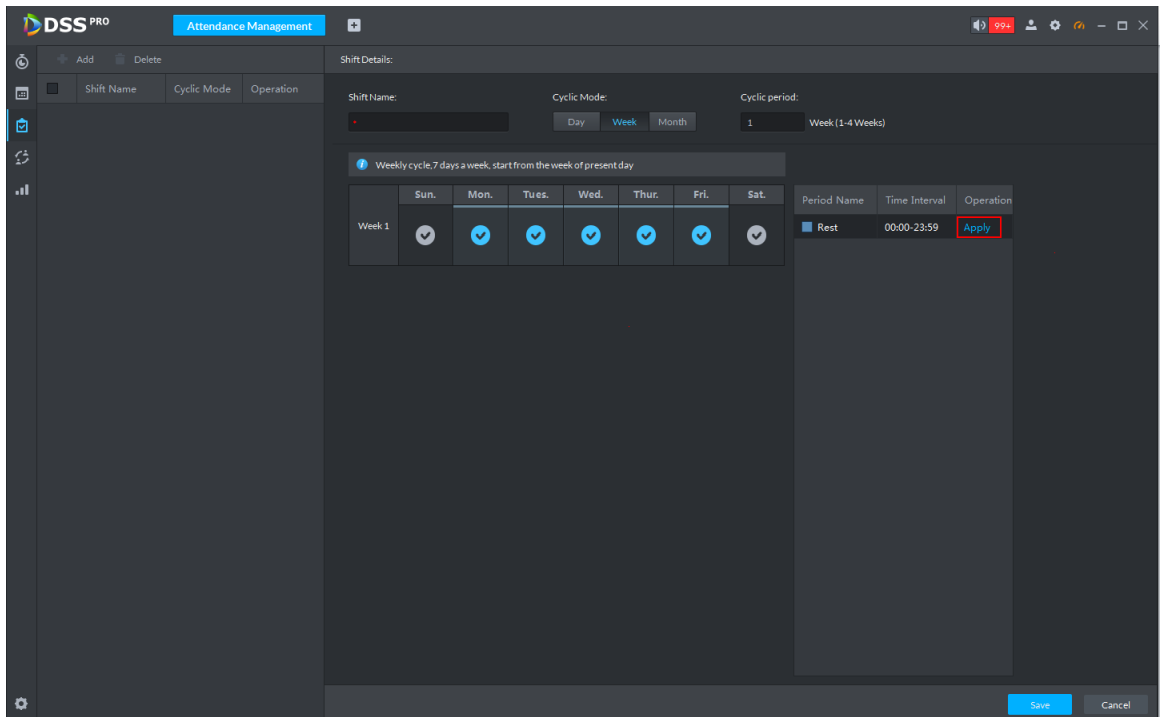 DSS PRO
Attendance Management
99+
Add
Delete
Shift Details:
Shift Name
Cyclic Mode
Operation
Shift Name:
Cyclic Mode:
Cyclic period:
*
Day
Week
Month
1
Week (1-4 Weeks)
Weekly cycle,7 days a week, start from the week of present day
Sun.
Mon.
Tues.
Wed.
Thur.
Fri.
Sat.
Week 1
Period Name
Time Interval
Operation
Rest
00:00-23:59
Apply
Save
Cancel